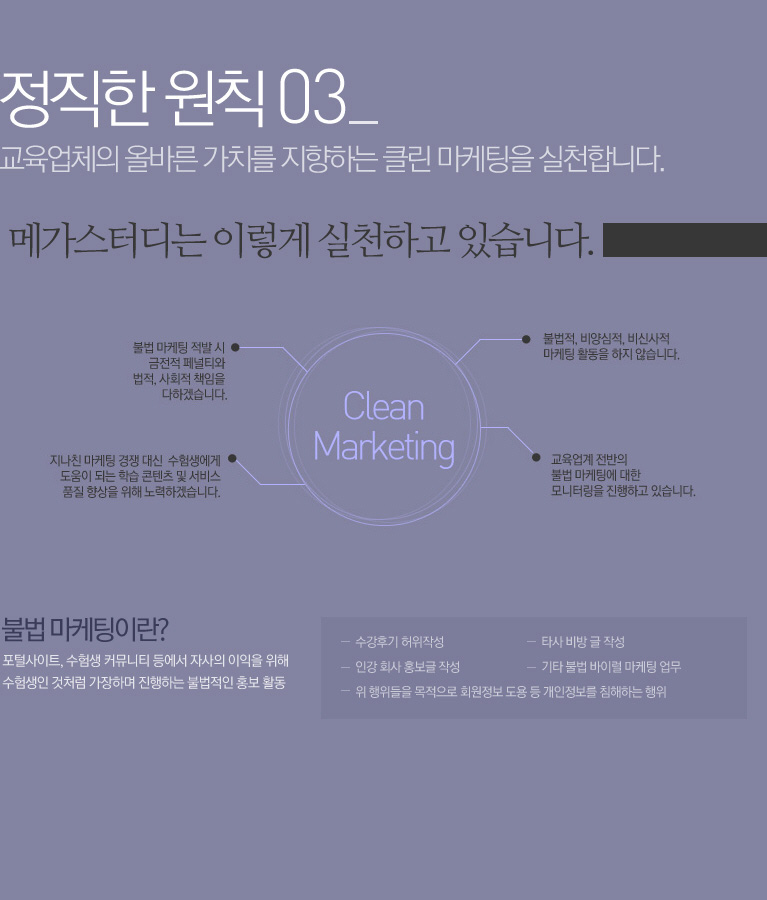 정직한 원칙 03_
교육업체의 올바른 가치를 지향하는 클린 마케팅을 실천합니다.
메가스터디는 이렇게 실천하고 있습니다.
불법 마케팅 적발 시
금전적 페널티와
법적, 사회적 책임을
다하겠습니다.
불법적, 비양심적, 비신사적
마케팅 활동을 하지 않습니다.
Clean
Marketing
지나친 마케팅 경쟁 대신 수험생에게
도움이 되는 학습 콘텐츠 및 서비스
품질 향상을 위해 노력하겠습니다.
교육업계 전반의
불법 마케팅에 대한
모니터링을 진행하고 있습니다.
불법 마케팅이란?
포털사이트, 수험생 커뮤니티 등에서 자사의 이익을 위해
수험생인 것처럼 가장하며 진행하는 불법적인 홍보 활동
─ 수강후기 허위작성
─ 타사 비방 글 작성
─ 인강 회사 홍보글 작성
─ 기타 불법 바이럴 마케팅 업무
─ 위 행위들을 목적으로 회원정보 도용 등 개인정보를 침해하는 행위